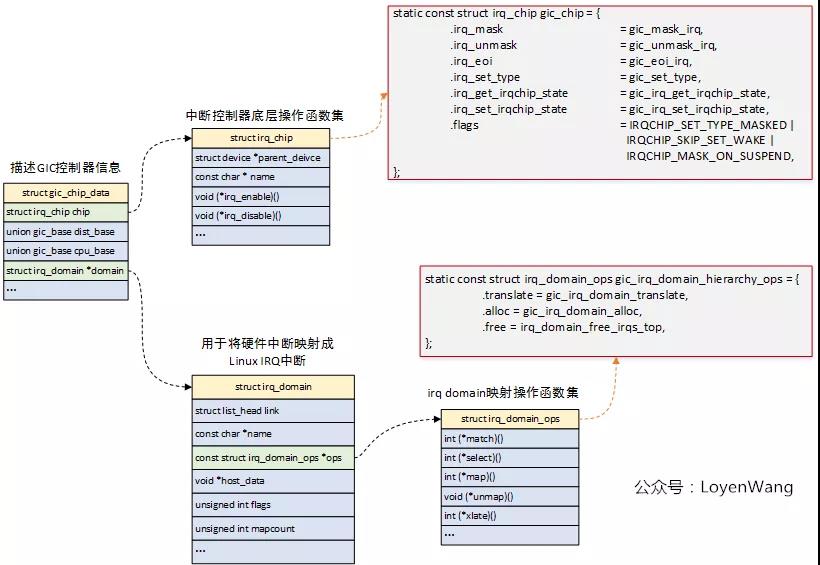 static const struct irq_chip gic_chip = {
.irq_mask = gic_mask_irq,
.irq_unmask = gic_unmask_irq,
.irq_eoi = gic_eoi_irq,
.irq_set_type = gic_set_type,
.irq_get_irqchip_state = gic_irq_get_irqchip_state,
.irq_set_irqchip_state = gic_irq_set_irqchip_state,
.flags = IRQCHIP_SET_TYPE_MASKED |
IRQCHIP_SKIP_SET_WAKE |
IRQCHIP_MASK_ON_SUSPEND,
};
中断控制器底层操作函数集
struct irq_chip
struct device *parent_deivce
const char * name
void (*irq_enable)()
void (*irq_disable)()
...
描述GIC控制器信息
struct gic_chip_data
struct irq_chip chip
union gic_base dist_base
union gic_base cpu_base
struct irq_domain *domain
...
static const struct irq_domain_ops gic_irq_domain_hierarchy_ops = {
.translate = gic_irq_domain_translate,
.alloc = gic_irq_domain_alloc,
.free = irq_domain_free_irqs_top,
};
用于将硬件中断映射成
Linux IRQ中断
struct irq_domain
struct list_head link
const char *name
const struct irq_domain_ops *ops
void *host_data
unsigned int flags
unsigned int mapcount
...
irq domain映射操作函数集
struct irq_domain_ops
int (*match)()
int (*select)()
int (*map)()
void (*unmap)()
int (*xlate)()
...
公众号：LoyenWang